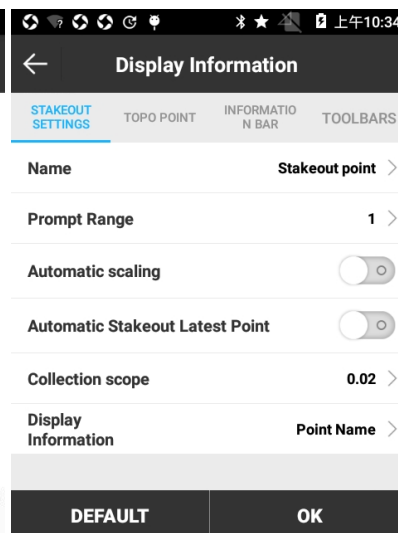 上午10:34
Display Information
STAKEOUT
SETTINGS
TOPO POINT
INFORMATIO
N BAR
TOOLBARS
Name
Stakeout point
Prompt Range
1
Automatic scaling
Automatic Stakeout Latest Point
Collection scope
0.02
Display
Information
Point Name
DEFAULT
OK